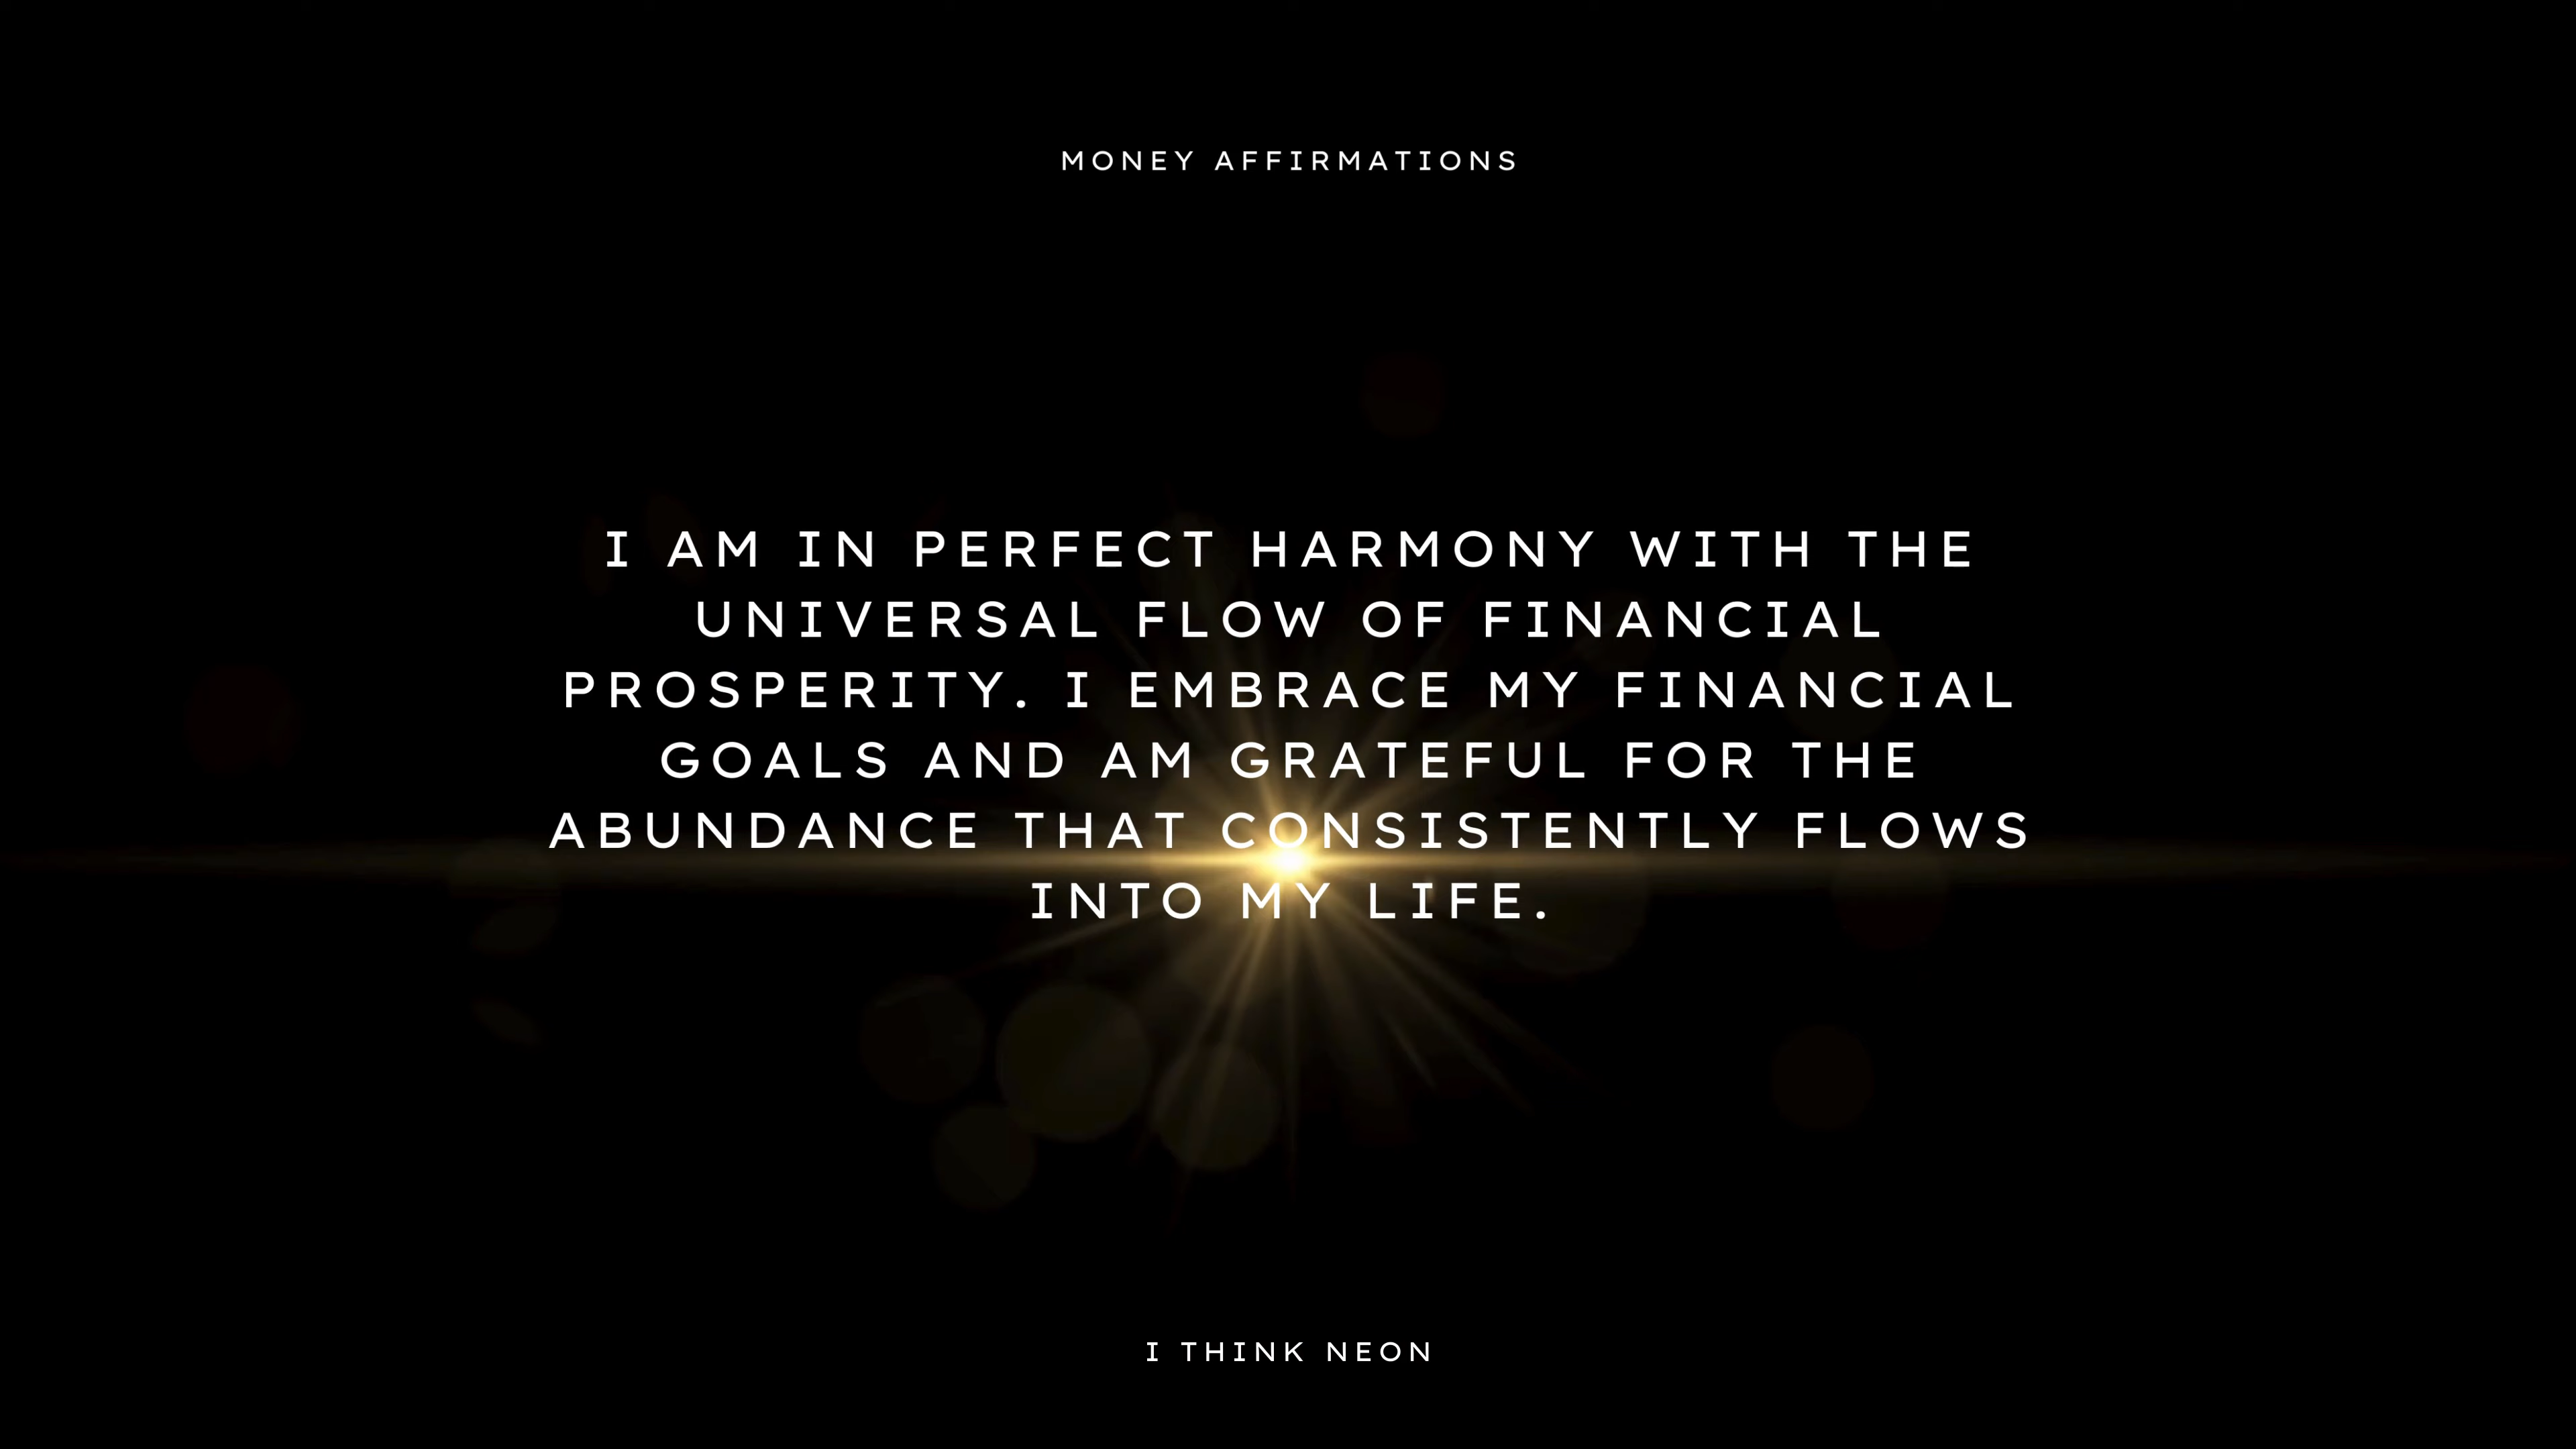 MONEY AFFIRMATIONS
I AM IN PERFECT HARMONY WITH THE
UNIVERSAL FLOW OF FINANCIAL
PROSPERITY. I EMBRACE MY FINANCIAL
GOALS AND AM GRATEFUL FOR THE
ABUNDANCE THAT CONSISTENTLY FLOWS
INTO MY LIFE.
I THINK NEON